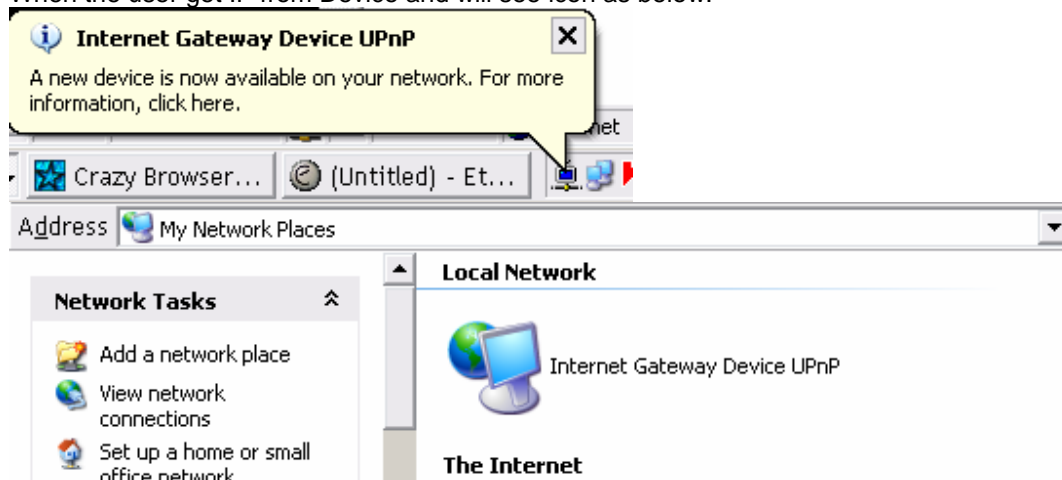 When the user get IP from Device and will see icon as below.
Internet Gateway Device UPnP
A new device is now available on your network. For more
information, click here.
Crazy Browser...
(Untitled) - Et...
Address My Network Places
Network Tasks
Add a network place
View network
connections
Set up a home or small
office network
Local Network
Internet Gateway Device UPnP
The Internet